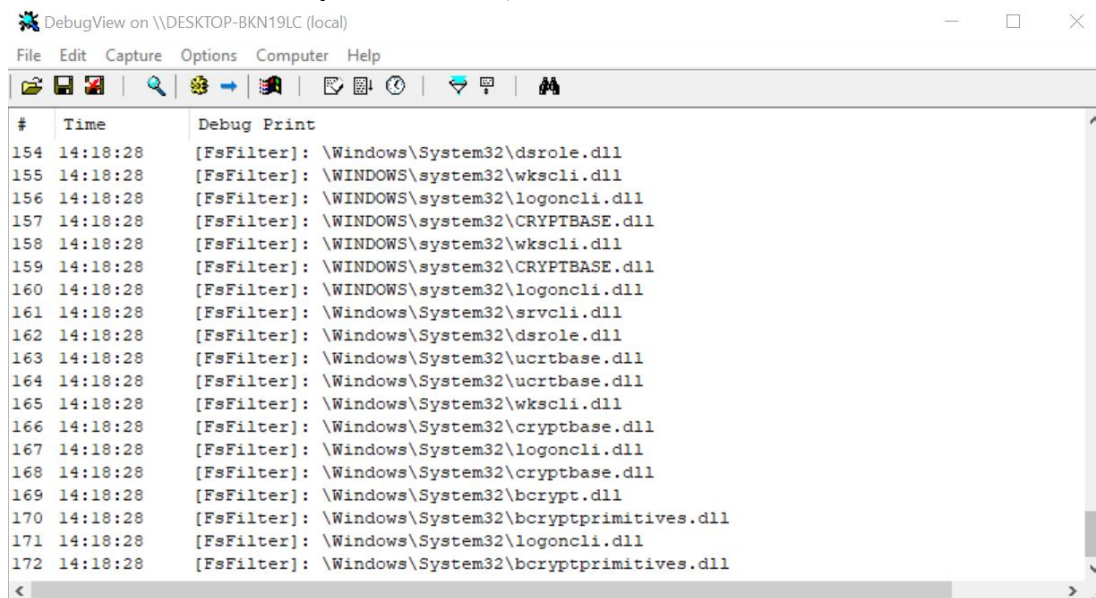 DebugView on \\DESKTOP-BKN19LC (local)
File Edit Capture Options Computer Help
# Time Debug Print
154 14:18:28 [FsFilter]: \Windows\System32\dsrole.dll
155 14:18:28 [FsFilter]: \WINDOWS\system32\wkscli.dll
156 14:18:28 [FsFilter]: \WINDOWS\system32\logoncli.dll
157 14:18:28 [FsFilter]: \WINDOWS\system32\CRYPTBASE.dll
158 14:18:28 [FsFilter]: \WINDOWS\system32\wkscli.dll
159 14:18:28 [FsFilter]: \WINDOWS\system32\CRYPTBASE.dll
160 14:18:28 [FsFilter]: \WINDOWS\system32\logoncli.dll
161 14:18:28 [FsFilter]: \Windows\System32\srvcli.dll
162 14:18:28 [FsFilter]: \Windows\System32\dsrole.dll
163 14:18:28 [FsFilter]: \Windows\System32\ucrtbase.dll
164 14:18:28 [FsFilter]: \Windows\System32\ucrtbase.dll
165 14:18:28 [FsFilter]: \Windows\System32\wkscli.dll
166 14:18:28 [FsFilter]: \Windows\System32\cryptbase.dll
167 14:18:28 [FsFilter]: \Windows\System32\logoncli.dll
168 14:18:28 [FsFilter]: \Windows\System32\cryptbase.dll
169 14:18:28 [FsFilter]: \Windows\System32\bcrypt.dll
170 14:18:28 [FsFilter]: \Windows\System32\bcryptprimitives.dll
171 14:18:28 [FsFilter]: \Windows\System32\logoncli.dll
172 14:18:28 [FsFilter]: \Windows\System32\bcryptprimitives.dll